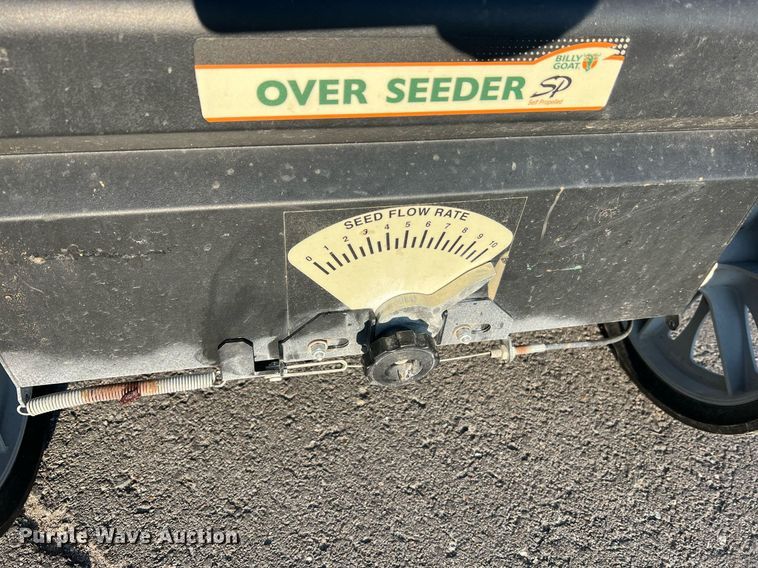 BILLY
GOAT
OVER SEEDER SP
Self Propelled
SEED FLOW RATE
0 1 2 3 4 5 6 7 8 9 10
Purple Wave Auction